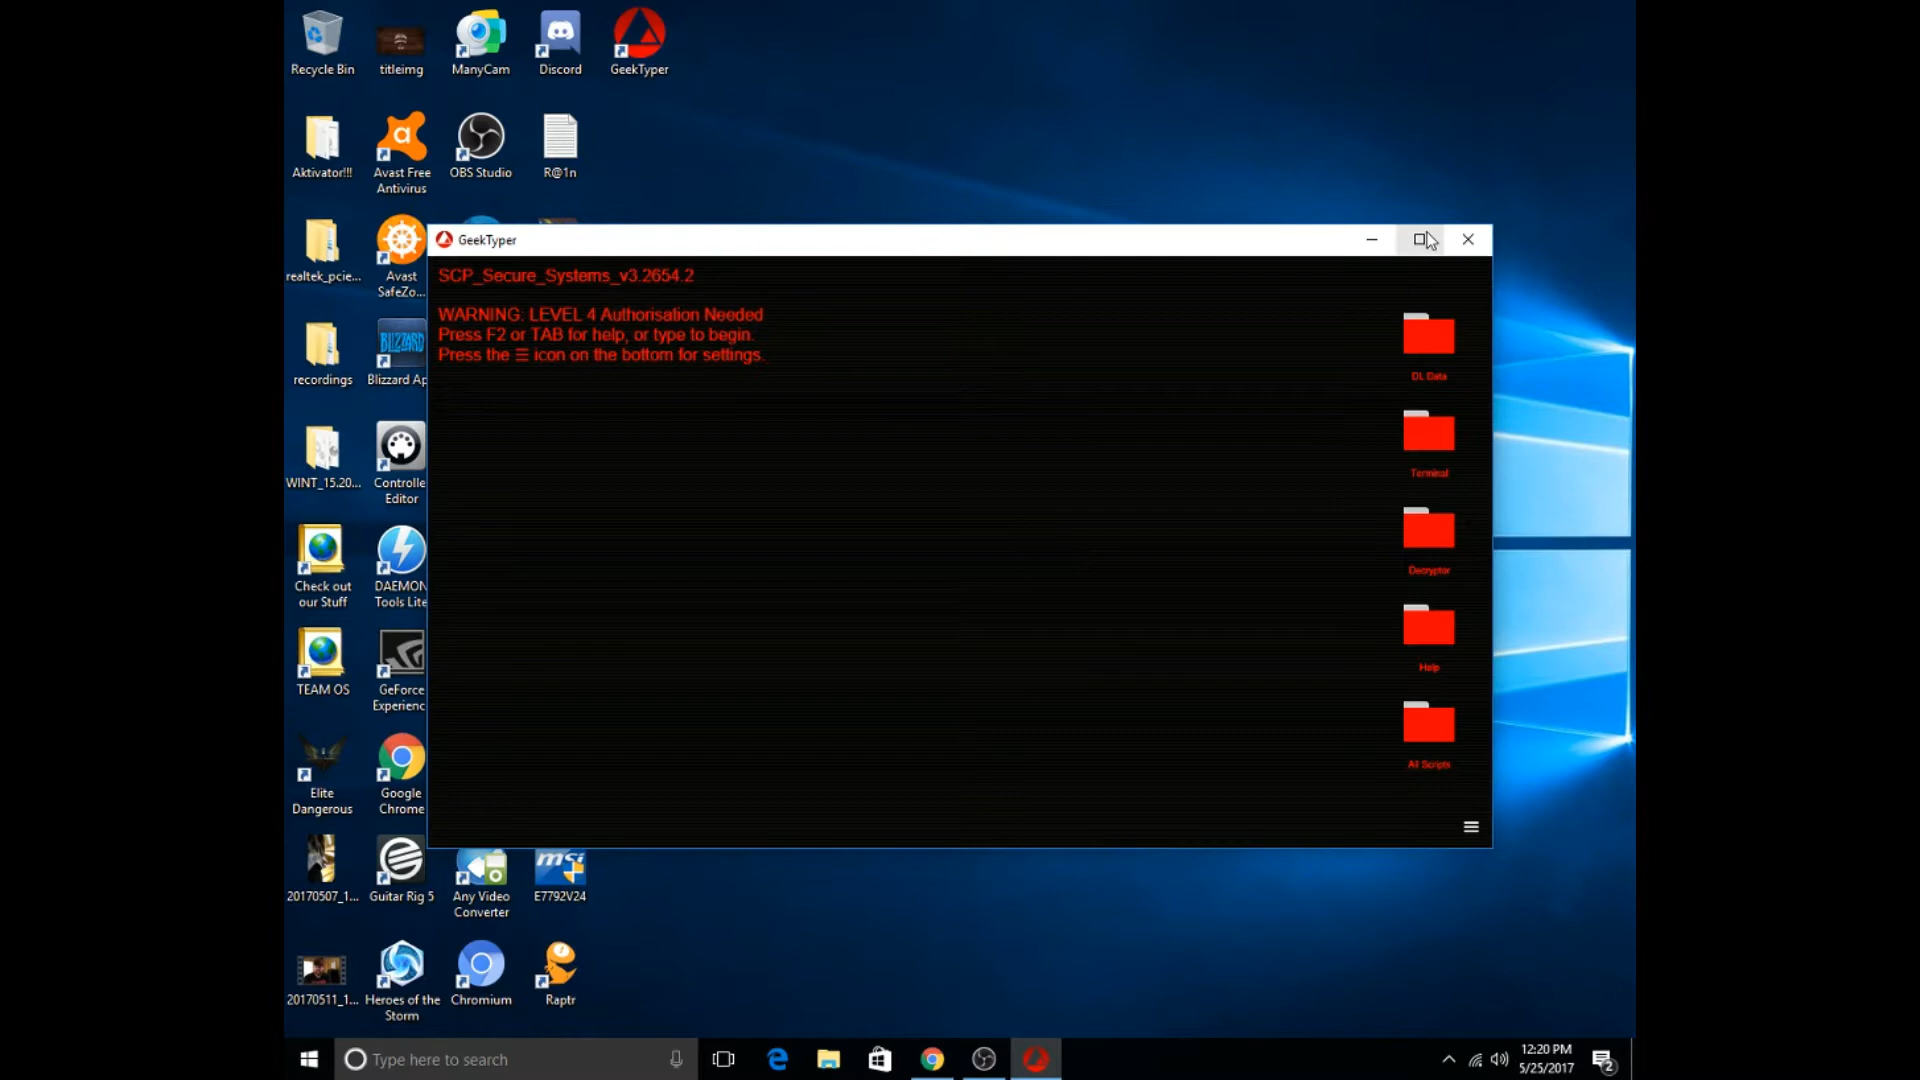 Recycle Bin
titleimg
ManyCam
Discord
GeekTyper
Aktivator!!!
Avast Free
Antivirus
OBS Studio
R@1n
realtek_pcie...
Avast
SafeZo...
recordings
BLIZZARD
Blizzard Ap
WINT_15.20...
Controlle
Editor
Check out
our Stuff
DAEMON
Tools Lite
TEAM OS
GeForce
Experienc
Elite
Dangerous
Google
Chrome
20170507_1...
Guitar Rig 5
Any Video
Converter
msi
E7792V24
20170511_1...
Heroes of the
Storm
Chromium
Raptr
GeekTyper
SCP_Secure_Systems_v3.2654.2
WARNING: LEVEL 4 Authorisation Needed
Press F2 or TAB for help, or type to begin.
Press the ☰ icon on the bottom for settings.
DL Data
Terminal
Decryptor
Help
All Scripts
Type here to search
12:20 PM
5/25/2017
2